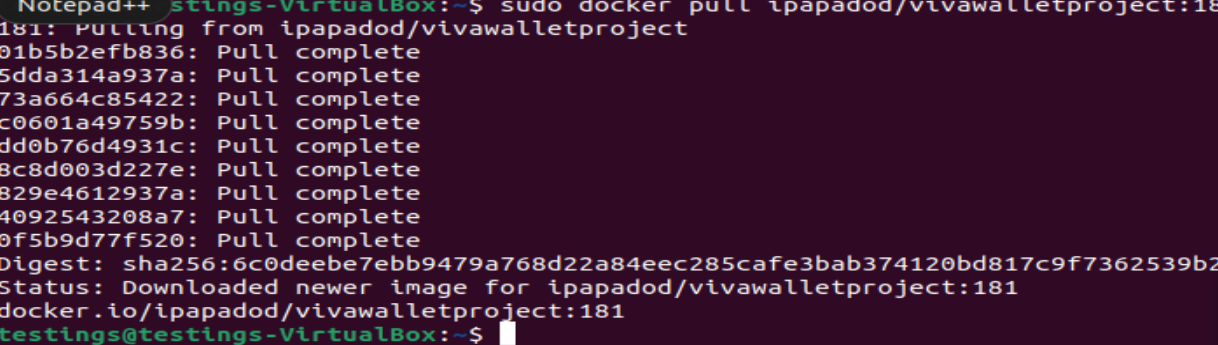 Notepad++ stings-VirtualBox:~$ sudo docker pull ipapadod/vivawalletproject:18
181: Pulling from ipapadod/vivawalletproject
01b5b2efb836: Pull complete
5dda314a937a: Pull complete
73a664c85422: Pull complete
c0601a49759b: Pull complete
dd0b76d4931c: Pull complete
8c8d003d227e: Pull complete
829e4612937a: Pull complete
4092543208a7: Pull complete
0f5b9d77f520: Pull complete
Digest: sha256:6c0deebe7ebb9479a768d22a84eec285cafe3bab374120bd817c9f7362539b2
Status: Downloaded newer image for ipapadod/vivawalletproject:181
docker.io/ipapadod/vivawalletproject:181
testings@testings-VirtualBox:~$